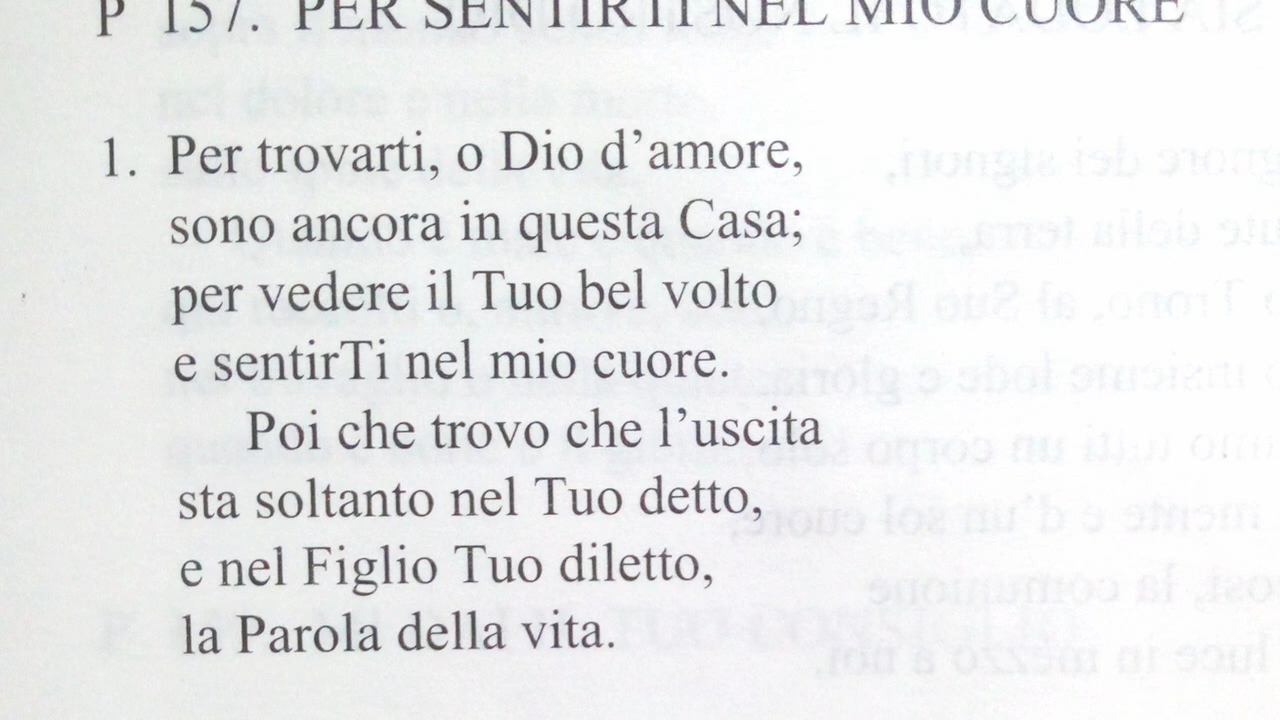 P 157. PER SENTIRTI NEL MIO CUORE
1. Per trovarti, o Dio d’amore,
sono ancora in questa Casa;
per vedere il Tuo bel volto
e sentirTi nel mio cuore.
Poi che trovo che l’uscita
sta soltanto nel Tuo detto,
e nel Figlio Tuo diletto,
la Parola della vita.